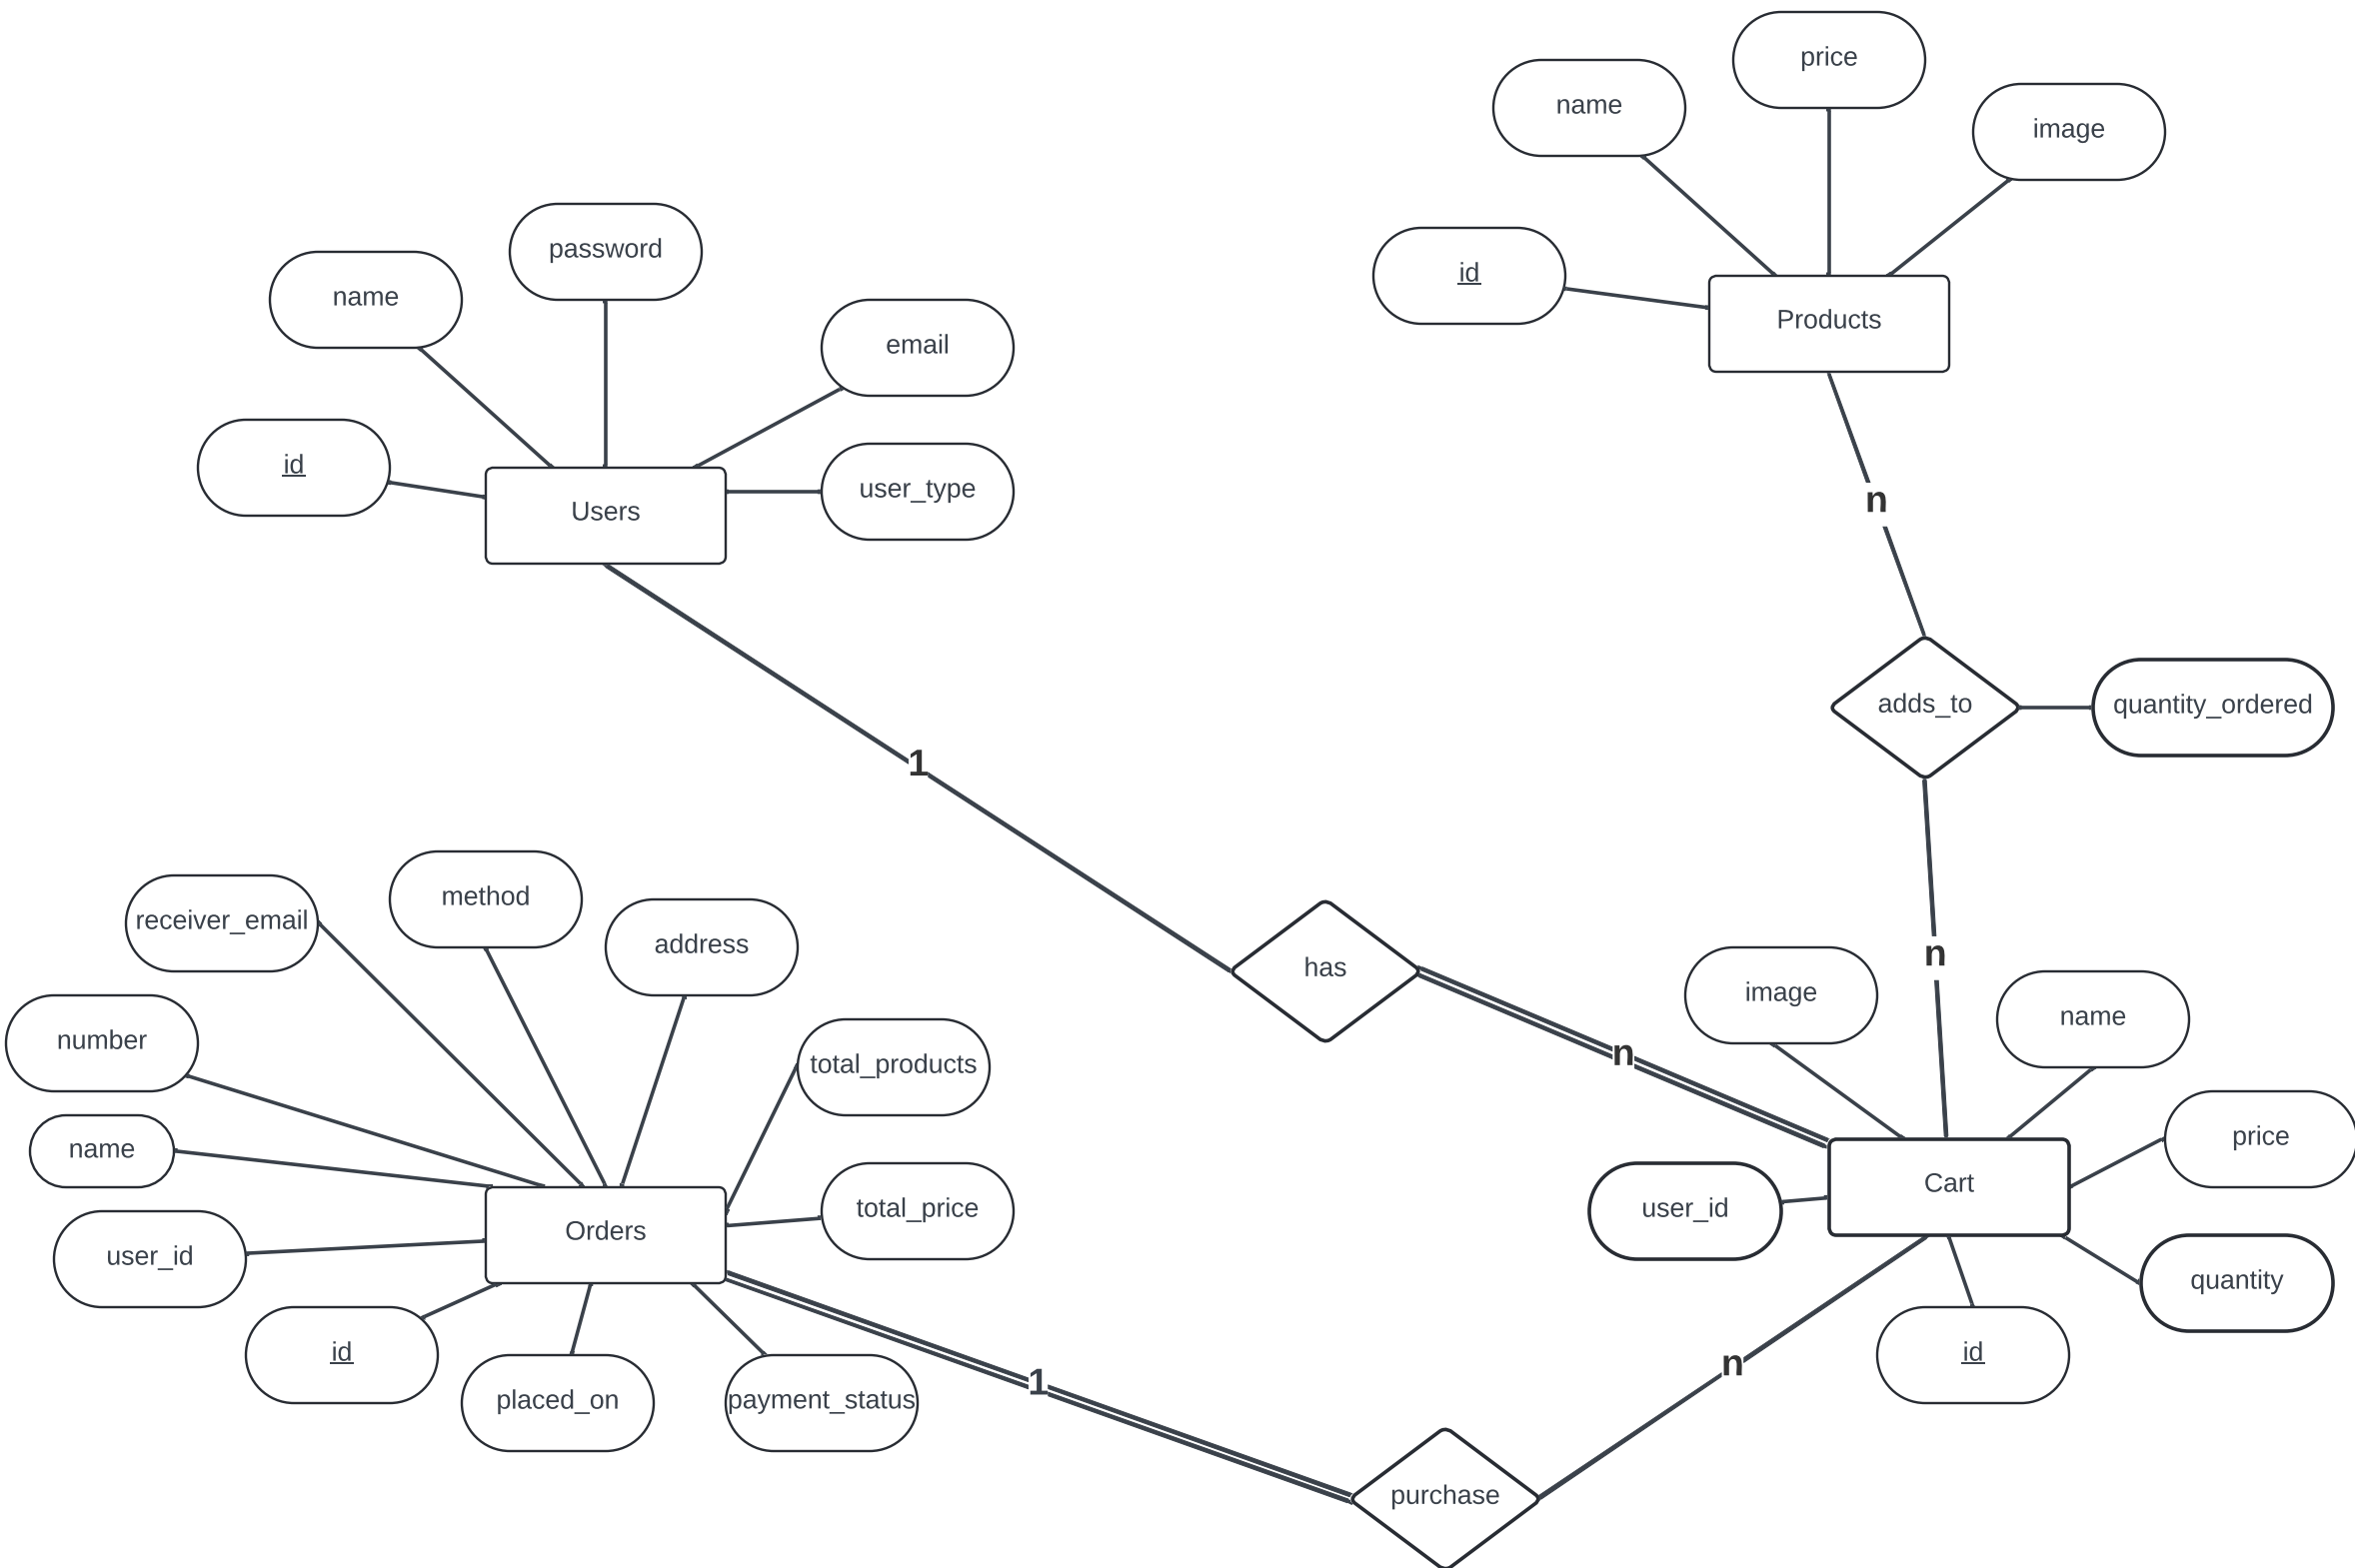 price
name
image
id
Products
password
name
email
id
user_type
Users
n
adds_to
quantity_ordered
1
method
receiver_email
address
has
n
image
name
number
total_products
n
price
name
Cart
total_price
user_id
Orders
user_id
quantity
id
id
placed_on
payment_status
1
n
purchase